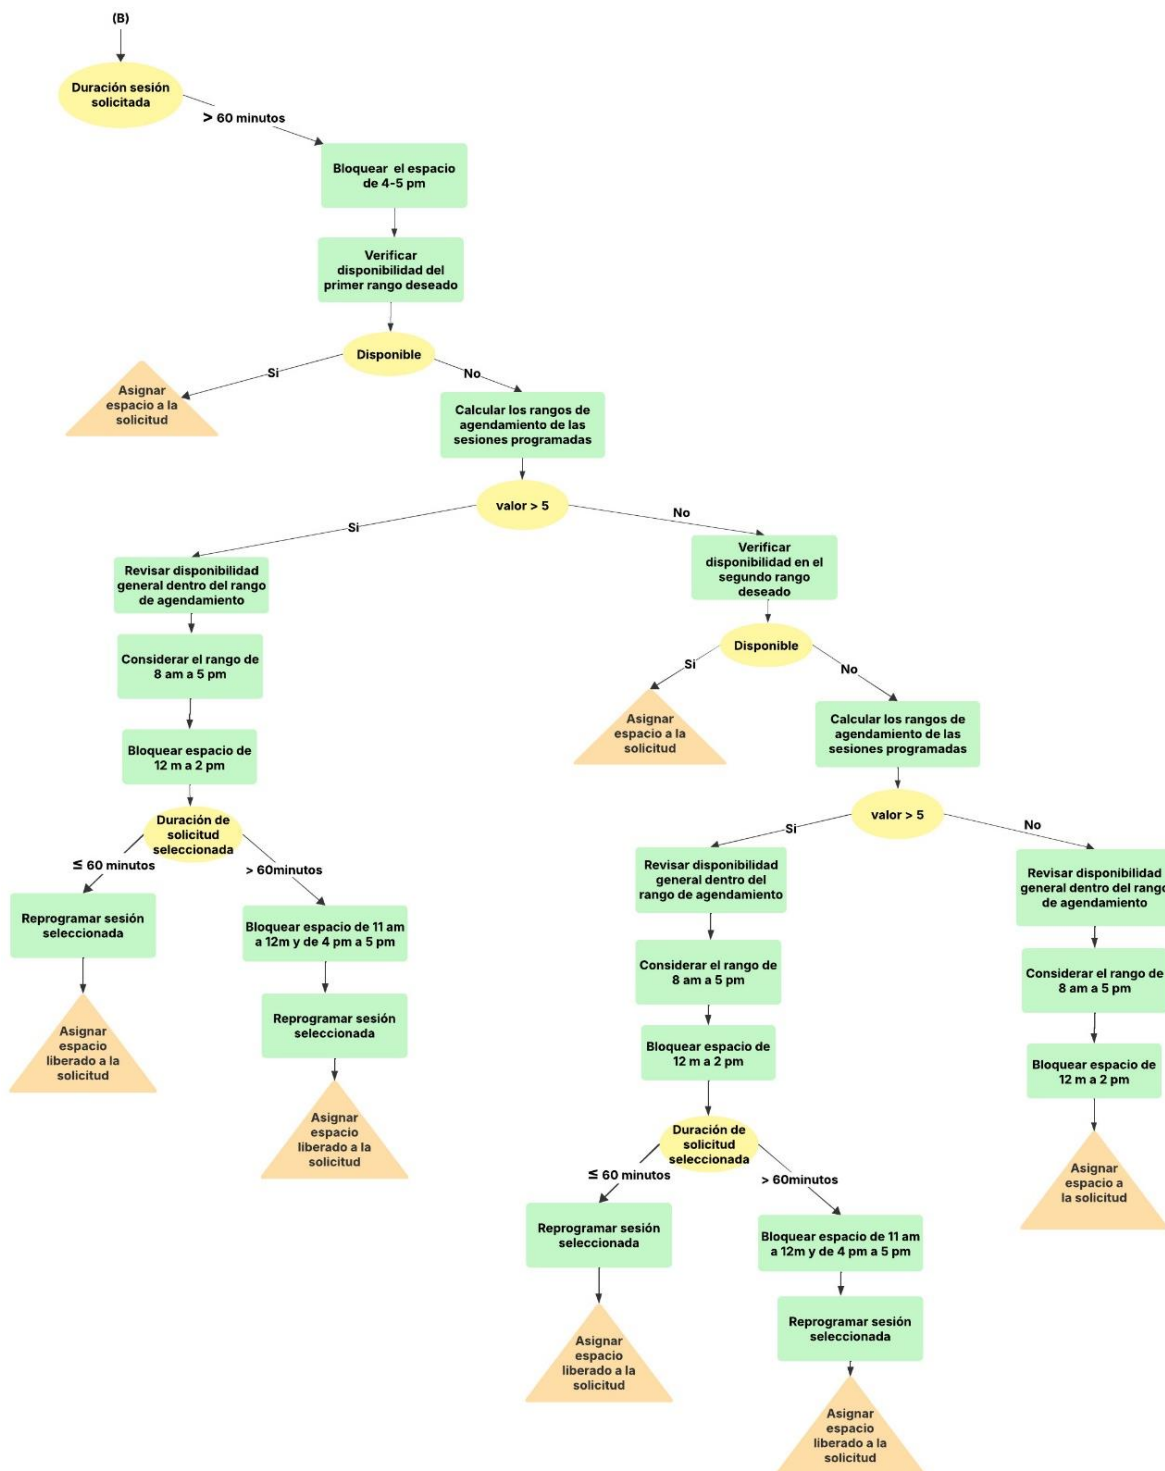 (B)
Duración sesión
solicitada
> 60 minutos
Bloquear el espacio
de 4-5 pm
Verificar
disponibilidad del
primer rango deseado
Disponible
Si
No
Asignar
espacio a la
solicitud
Calcular los rangos de
agendamiento de las
sesiones programadas
valor > 5
Si
No
Revisar disponibilidad
general dentro del rango
de agendamiento
Considerar el rango de
8 am a 5 pm
Bloquear espacio de
12 m a 2 pm
Duración de
solicitud
seleccionada
≤ 60 minutos
> 60minutos
Reprogramar sesión
seleccionada
Asignar
espacio
liberado a la
solicitud
Bloquear espacio de 11 am
a 12m y de 4 pm a 5 pm
Reprogramar sesión
seleccionada
Asignar
espacio
liberado a la
solicitud
Verificar
disponibilidad en el
segundo rango
deseado
Disponible
Si
No
Asignar
espacio a la
solicitud
Calcular los rangos de
agendamiento de las
sesiones programadas
valor > 5
Si
No
Revisar disponibilidad
general dentro del
rango de agendamiento
Considerar el rango de
8 am a 5 pm
Bloquear espacio de
12 m a 2 pm
Duración de
solicitud
seleccionada
≤ 60 minutos
> 60minutos
Reprogramar sesión
seleccionada
Asignar
espacio
liberado a la
solicitud
Bloquear espacio de 11 am
a 12m y de 4 pm a 5 pm
Reprogramar sesión
seleccionada
Asignar
espacio
liberado a la
solicitud
Revisar disponibilidad
general dentro del rango
de agendamiento
Considerar el rango de
8 am a 5 pm
Bloquear espacio de
12 m a 2 pm
Asignar
espacio a
la solicitud